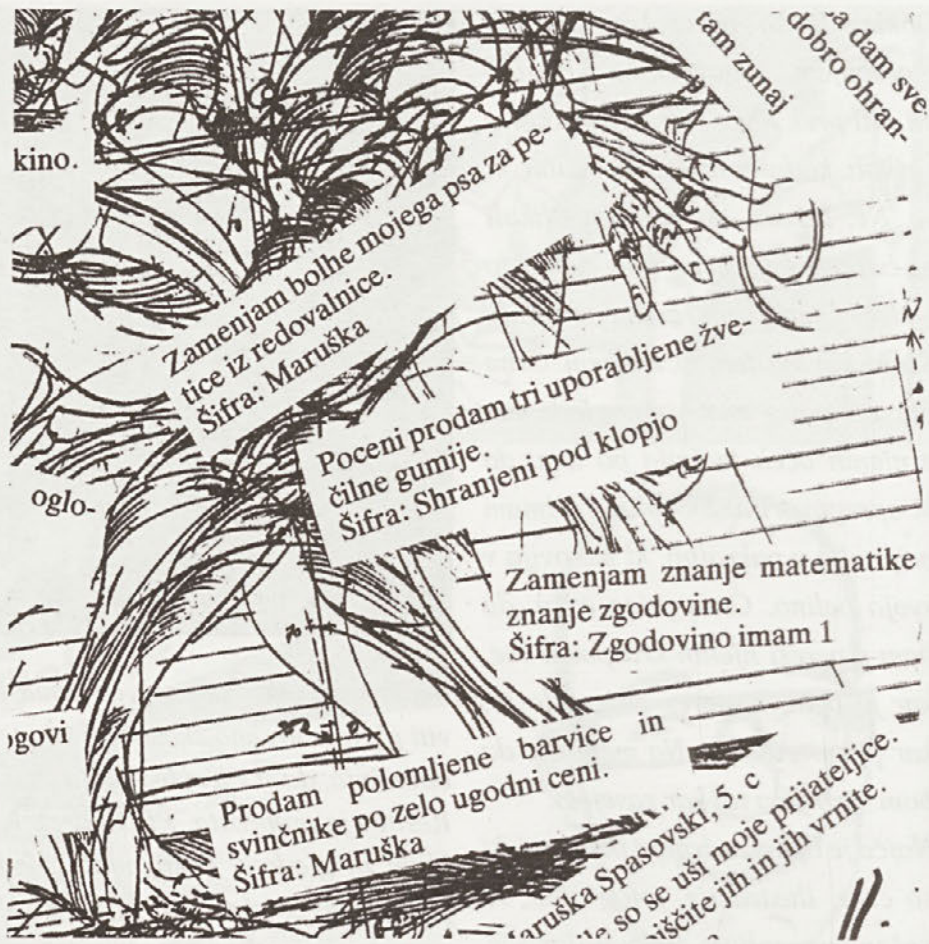 kino.
tam zunaj
a dam sve
dobro ohran-
Zamenjam bolhe mojega psa za pe-
tice iz redovalnice.
Šifra: Maruška
Poceni prodam tri uporabljene žve-
čilne gumije.
Šifra: Shranjeni pod klopjo
oglo-
Zamenjam znanje matematike
znanje zgodovine.
Šifra: Zgodovino imam 1
ogovi
Prodam polomljene barvice in
svinčnike po zelo ugodni ceni.
Šifra: Maruška
Maruška Spasovski, 5. c
so se uši moje prijateljice.
jih in jih vrnite.